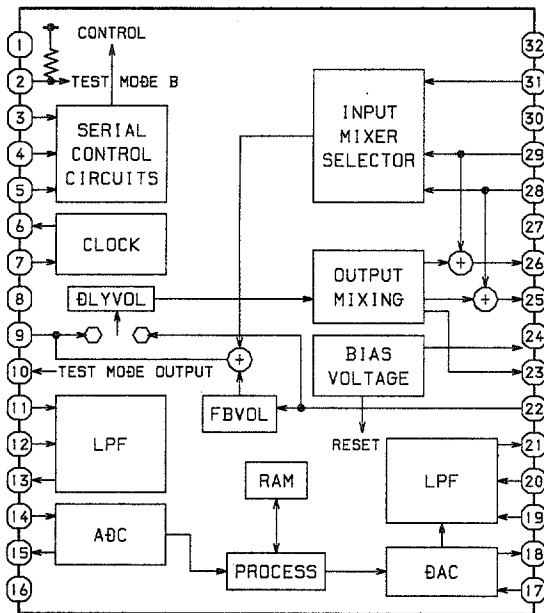 1
CONTROL
32
2
TEST MODE B
31
3
SERIAL
CONTROL
CIRCUITS
INPUT
MIXER
SELECTOR
30
4
29
5
28
6
CLOCK
27
7
OUTPUT
MIXING
26
8
DLYVOL
+
+
25
9
BIAS
VOLTAGE
24
10
TEST MODE OUTPUT
+
23
11
LPF
FBVOL
22
12
RESET
LPF
21
13
RAM
20
14
ADC
19
15
PROCESS
DAC
18
16
17